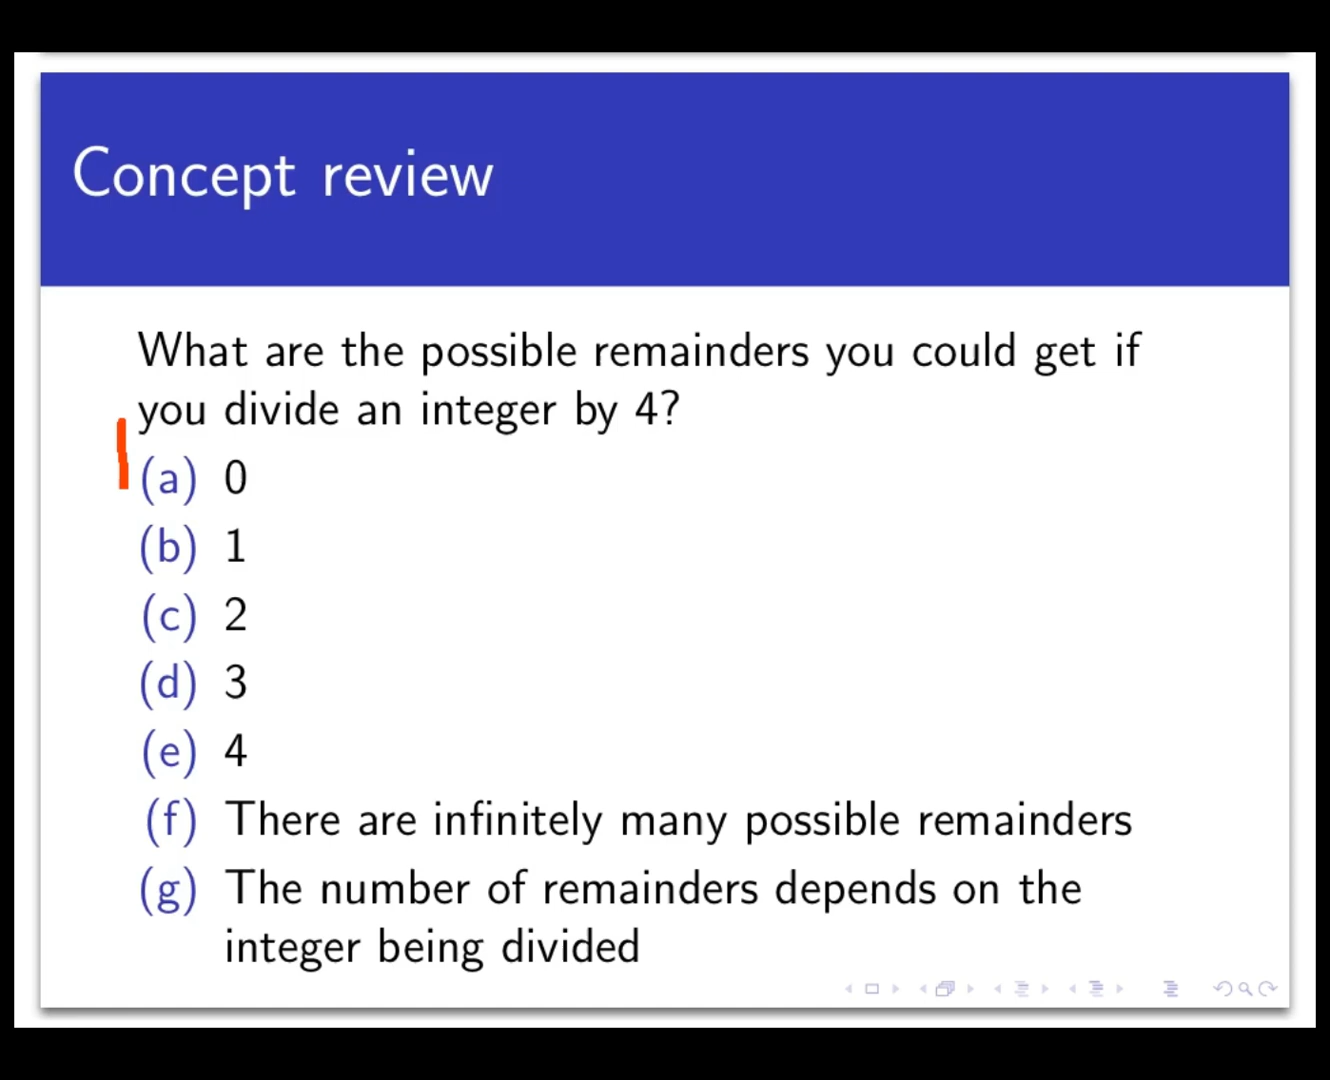 Concept review
What are the possible remainders you could get if
you divide an integer by 4?
(a) 0
(b) 1
(c) 2
(d) 3
(e) 4
(f) There are infinitely many possible remainders
(g) The number of remainders depends on the
integer being divided